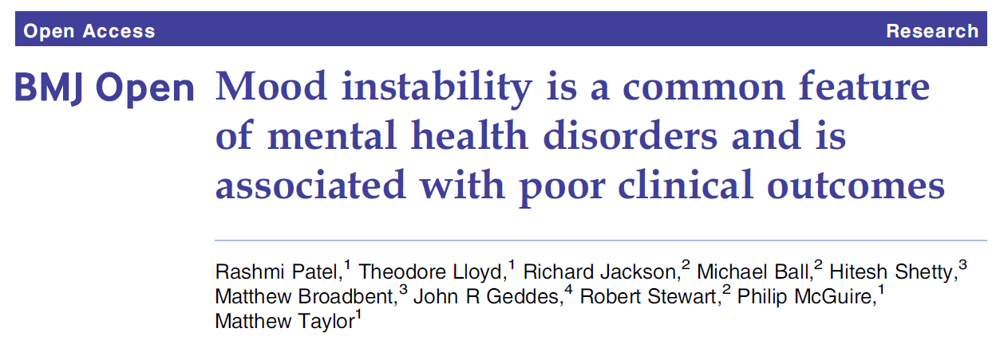 Open Access Research
BMJ Open Mood instability is a common feature
of mental health disorders and is
associated with poor clinical outcomes
Rashmi Patel,1 Theodore Lloyd,1 Richard Jackson,2 Michael Ball,2 Hitesh Shetty,3
Matthew Broadbent,3 John R Geddes,4 Robert Stewart,2 Philip McGuire,1
Matthew Taylor1